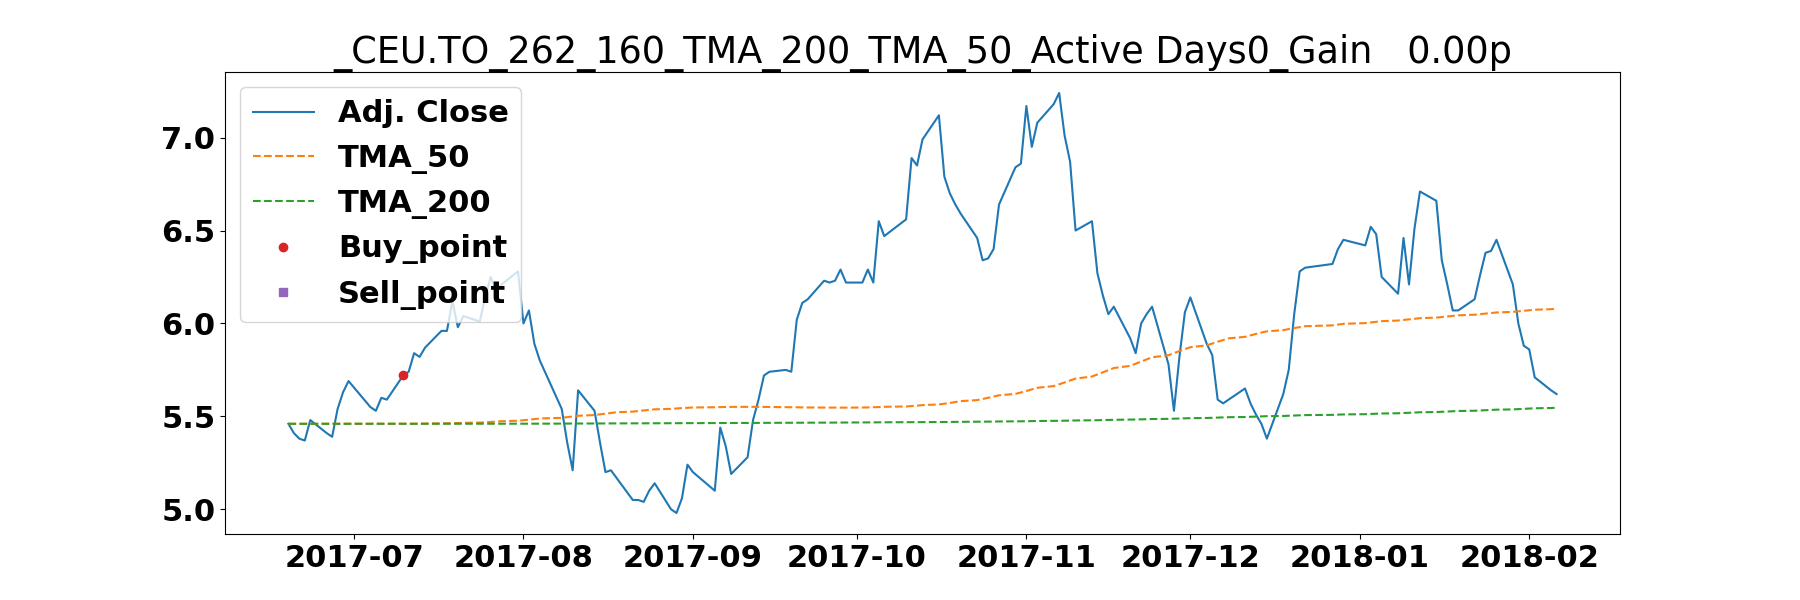 _CEU.TO_262_160_TMA_200_TMA_50_Active Days0_Gain   0.00p
Adj. Close
TMA_50
TMA_200
Buy_point
Sell_point
7.0
6.5
6.0
5.5
5.0
2017-07 2017-08 2017-09 2017-10 2017-11 2017-12 2018-01 2018-02